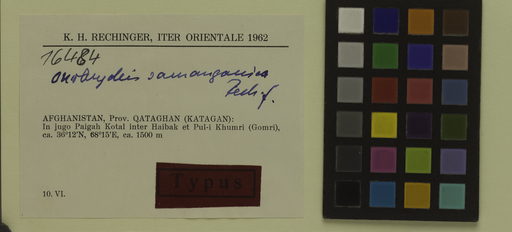 K. H. RECHINGER, ITER ORIENTALE 1962
16484
Onobrychis samanganica
Rech. f.
AFGHANISTAN, Prov. QATAGHAN (KATAGAN):
In jugo Paigah Kotal inter Haibak et Pul-i Khumri (Gomri),
ca. 36°12'N, 68°15'E, ca. 1500 m
10. VI.
Typus